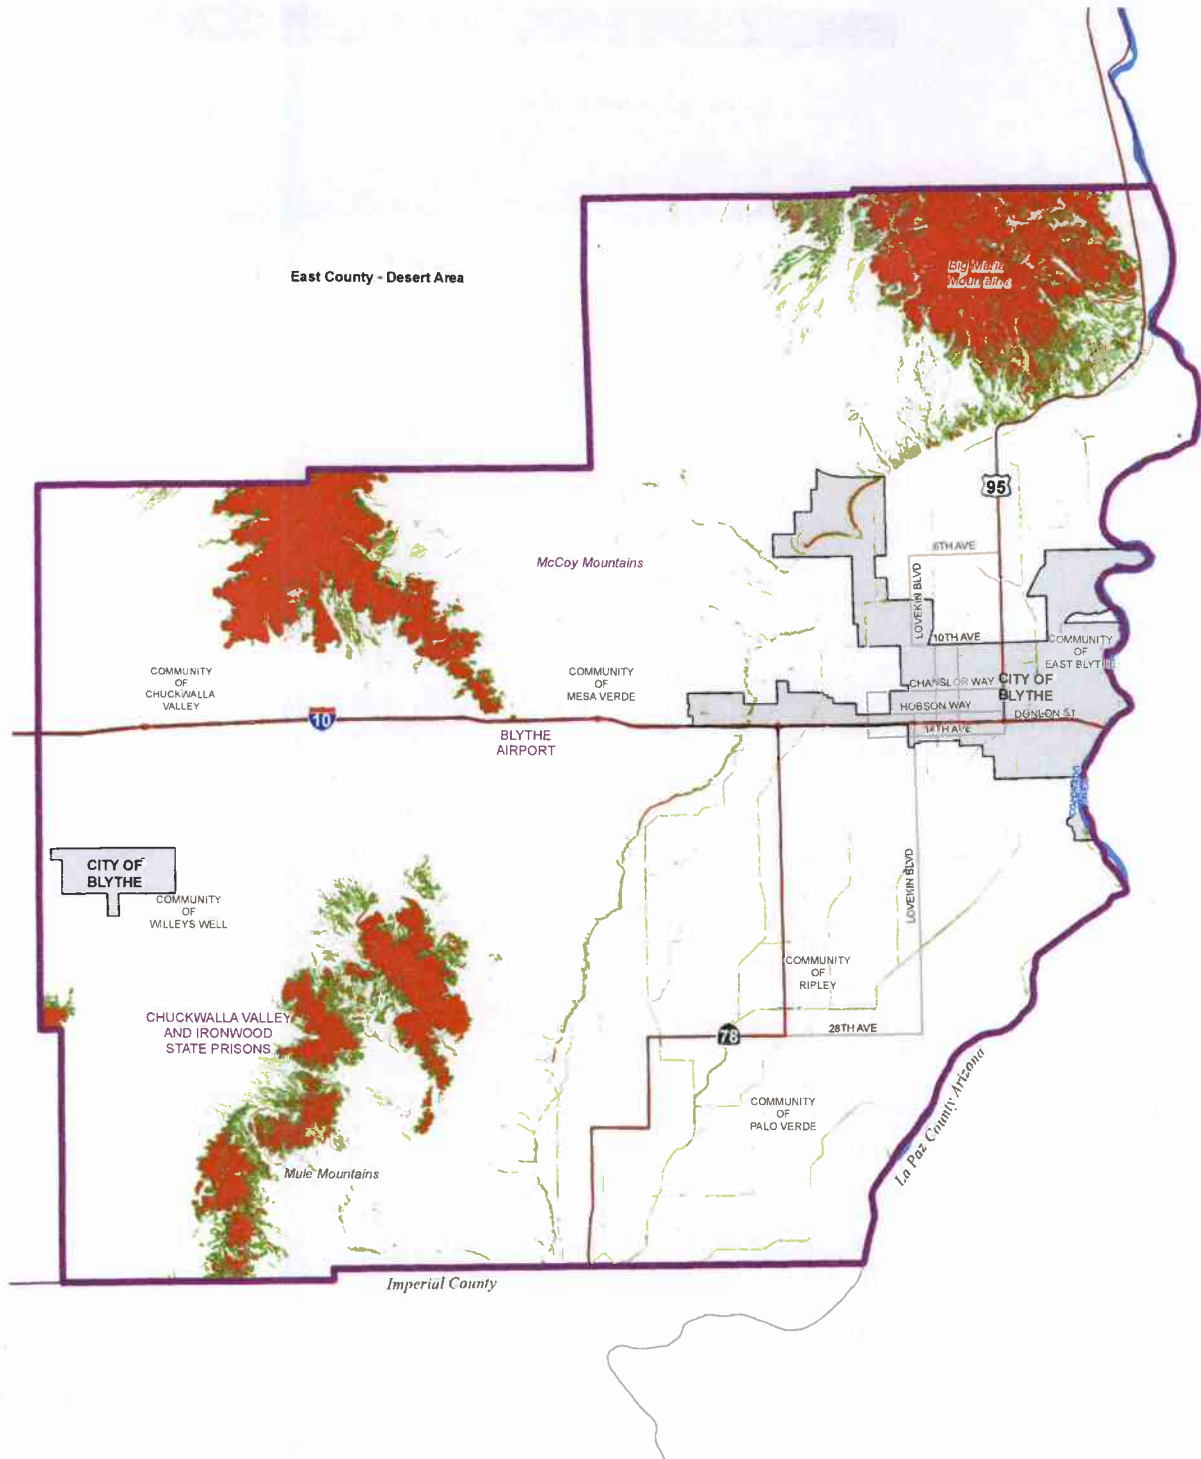 East County - Desert Area
Big Maria
Mountains
95
McCoy Mountains
6TH AVE
LOVEKIN BLVD
10TH AVE
COMMUNITY
OF
EAST BLYTHE
COMMUNITY
OF
CHUCKWALLA
VALLEY
COMMUNITY
OF
MESA VERDE
CHANSLOR WAY
CITY OF
BLYTHE
HOBSON WAY
DONLON ST
14TH AVE
10
BLYTHE
AIRPORT
CITY OF
BLYTHE
COMMUNITY
OF
WILLEYS WELL
LOVEKIN BLVD
COMMUNITY
OF
RIPLEY
CHUCKWALLA VALLEY
AND IRONWOOD
STATE PRISONS
78
28TH AVE
COMMUNITY
OF
PALO VERDE
La Paz County Arizona
Mule Mountains
Imperial County